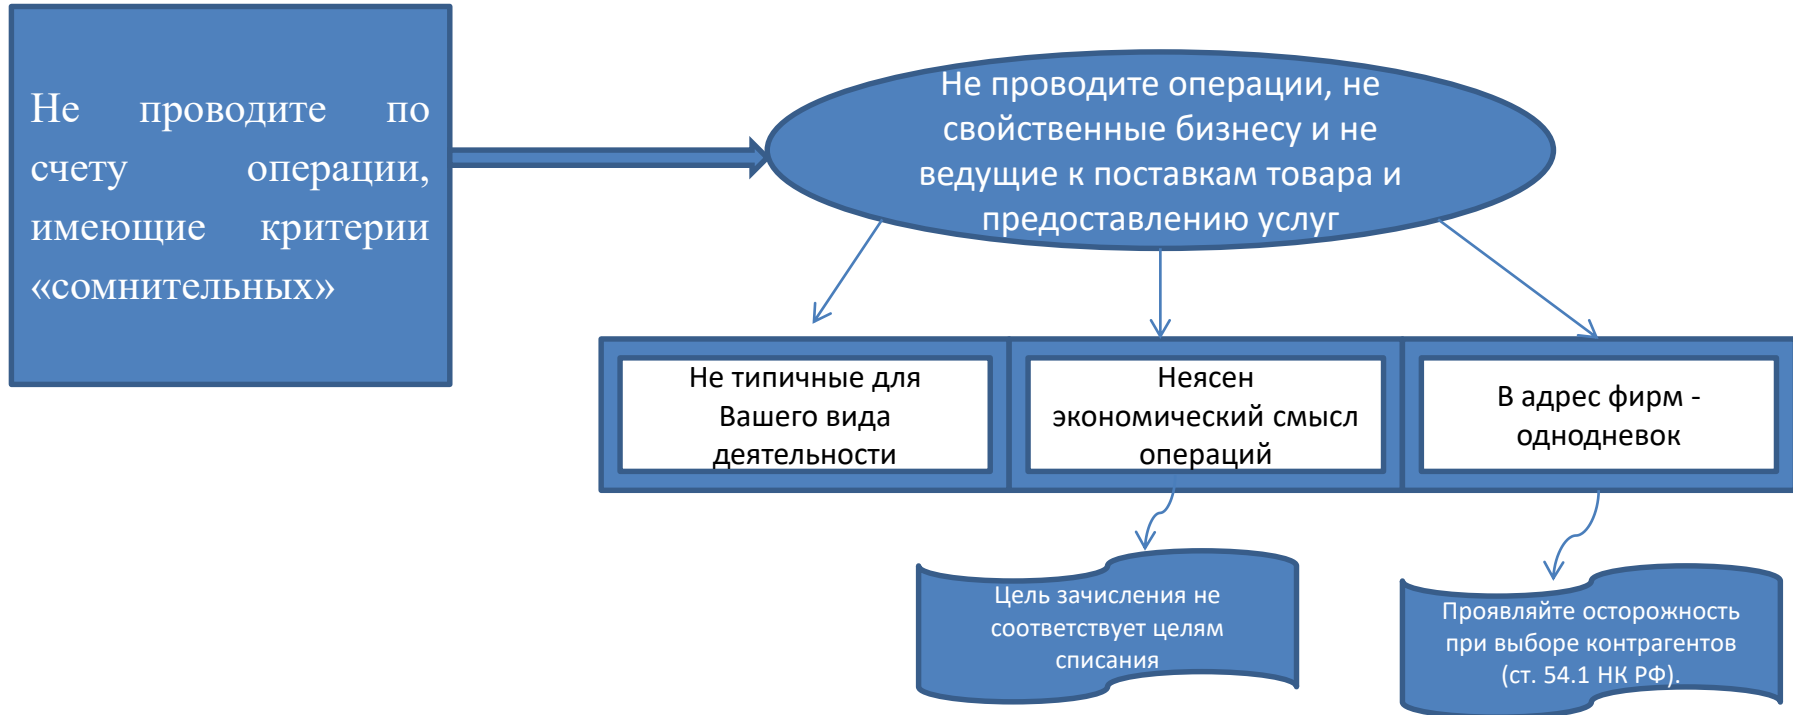 Не проводите по
счету операции,
имеющие критерии
«сомнительных»
Не проводите операции, не
свойственные бизнесу и не
ведущие к поставкам товара и
предоставлению услуг
Не типичные для
Вашего вида
деятельности
Неясен
экономический смысл
операций
В адрес фирм -
однодневок
Цель зачисления не
соответствует целям
списания
Проявляйте осторожность
при выборе контрагентов
(ст. 54.1 НК РФ).